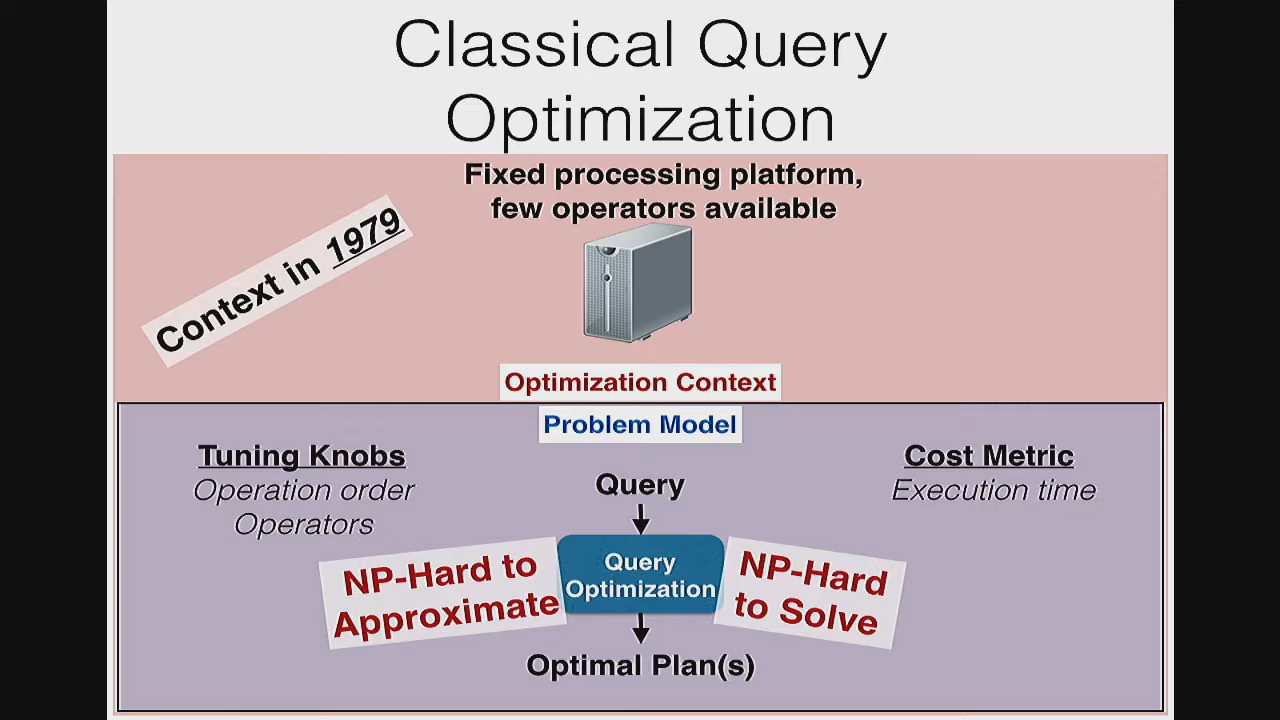 Classical Query
Optimization
Fixed processing platform,
few operators available
Context in 1979
Optimization Context
Problem Model
Tuning Knobs
Operation order
Operators
Query
Cost Metric
Execution time
NP-Hard to
Approximate
Query
Optimization
NP-Hard
to Solve
Optimal Plan(s)